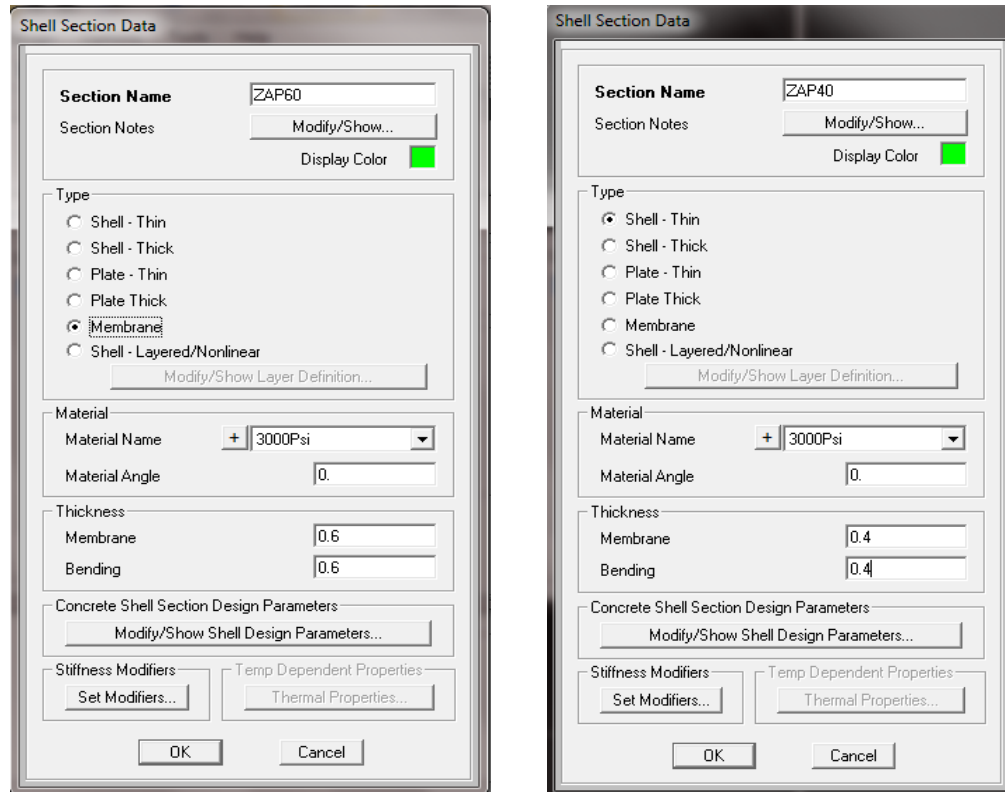 Shell Section Data
Section Name ZAP60
Section Notes Modify/Show...
Display Color
Type
Shell - Thin
Shell - Thick
Plate - Thin
Plate Thick
Membrane
Shell - Layered/Nonlinear
Modify/Show Layer Definition...
Material
Material Name + 3000Psi
Material Angle 0.
Thickness
Membrane 0.6
Bending 0.6
Concrete Shell Section Design Parameters
Modify/Show Shell Design Parameters...
Stiffness Modifiers Temp Dependent Properties
Set Modifiers... Thermal Properties...
OK Cancel
Shell Section Data
Section Name ZAP40
Section Notes Modify/Show...
Display Color
Type
Shell - Thin
Shell - Thick
Plate - Thin
Plate Thick
Membrane
Shell - Layered/Nonlinear
Modify/Show Layer Definition...
Material
Material Name + 3000Psi
Material Angle 0.
Thickness
Membrane 0.4
Bending 0.4
Concrete Shell Section Design Parameters
Modify/Show Shell Design Parameters...
Stiffness Modifiers Temp Dependent Properties
Set Modifiers... Thermal Properties...
OK Cancel